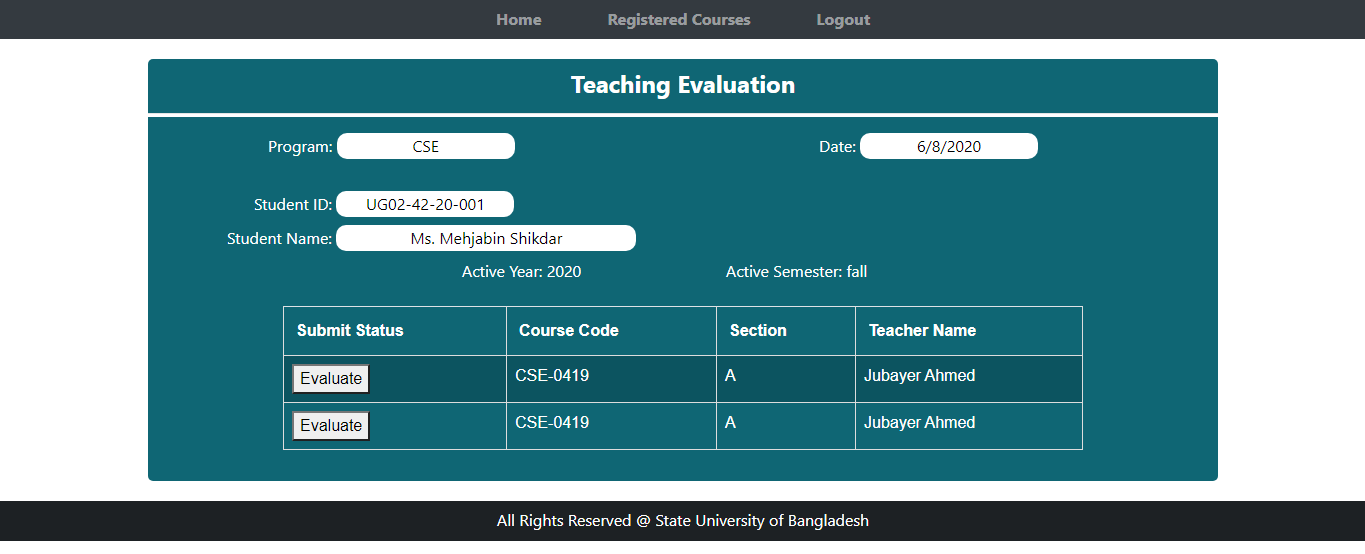 Home Registered Courses Logout
Teaching Evaluation
Program: CSE Date: 6/8/2020
Student ID: UG02-42-20-001
Student Name: Ms. Mehjabin Shikdar
Active Year: 2020 Active Semester: fall
Submit Status Course Code Section Teacher Name
Evaluate CSE-0419 A Jubayer Ahmed
Evaluate CSE-0419 A Jubayer Ahmed
All Rights Reserved @ State University of Bangladesh